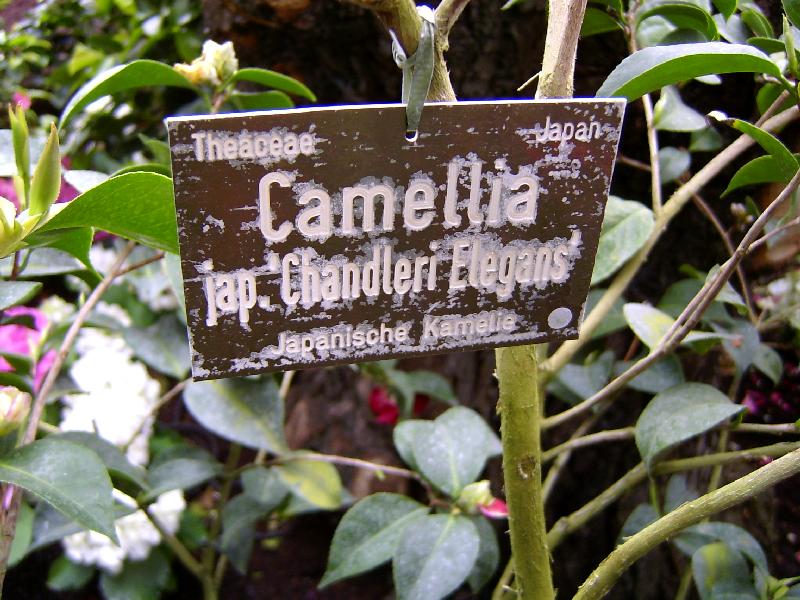 Theaceae Japan
Camellia
jap. 'Chandleri Elegans'
Japanische Kamelie